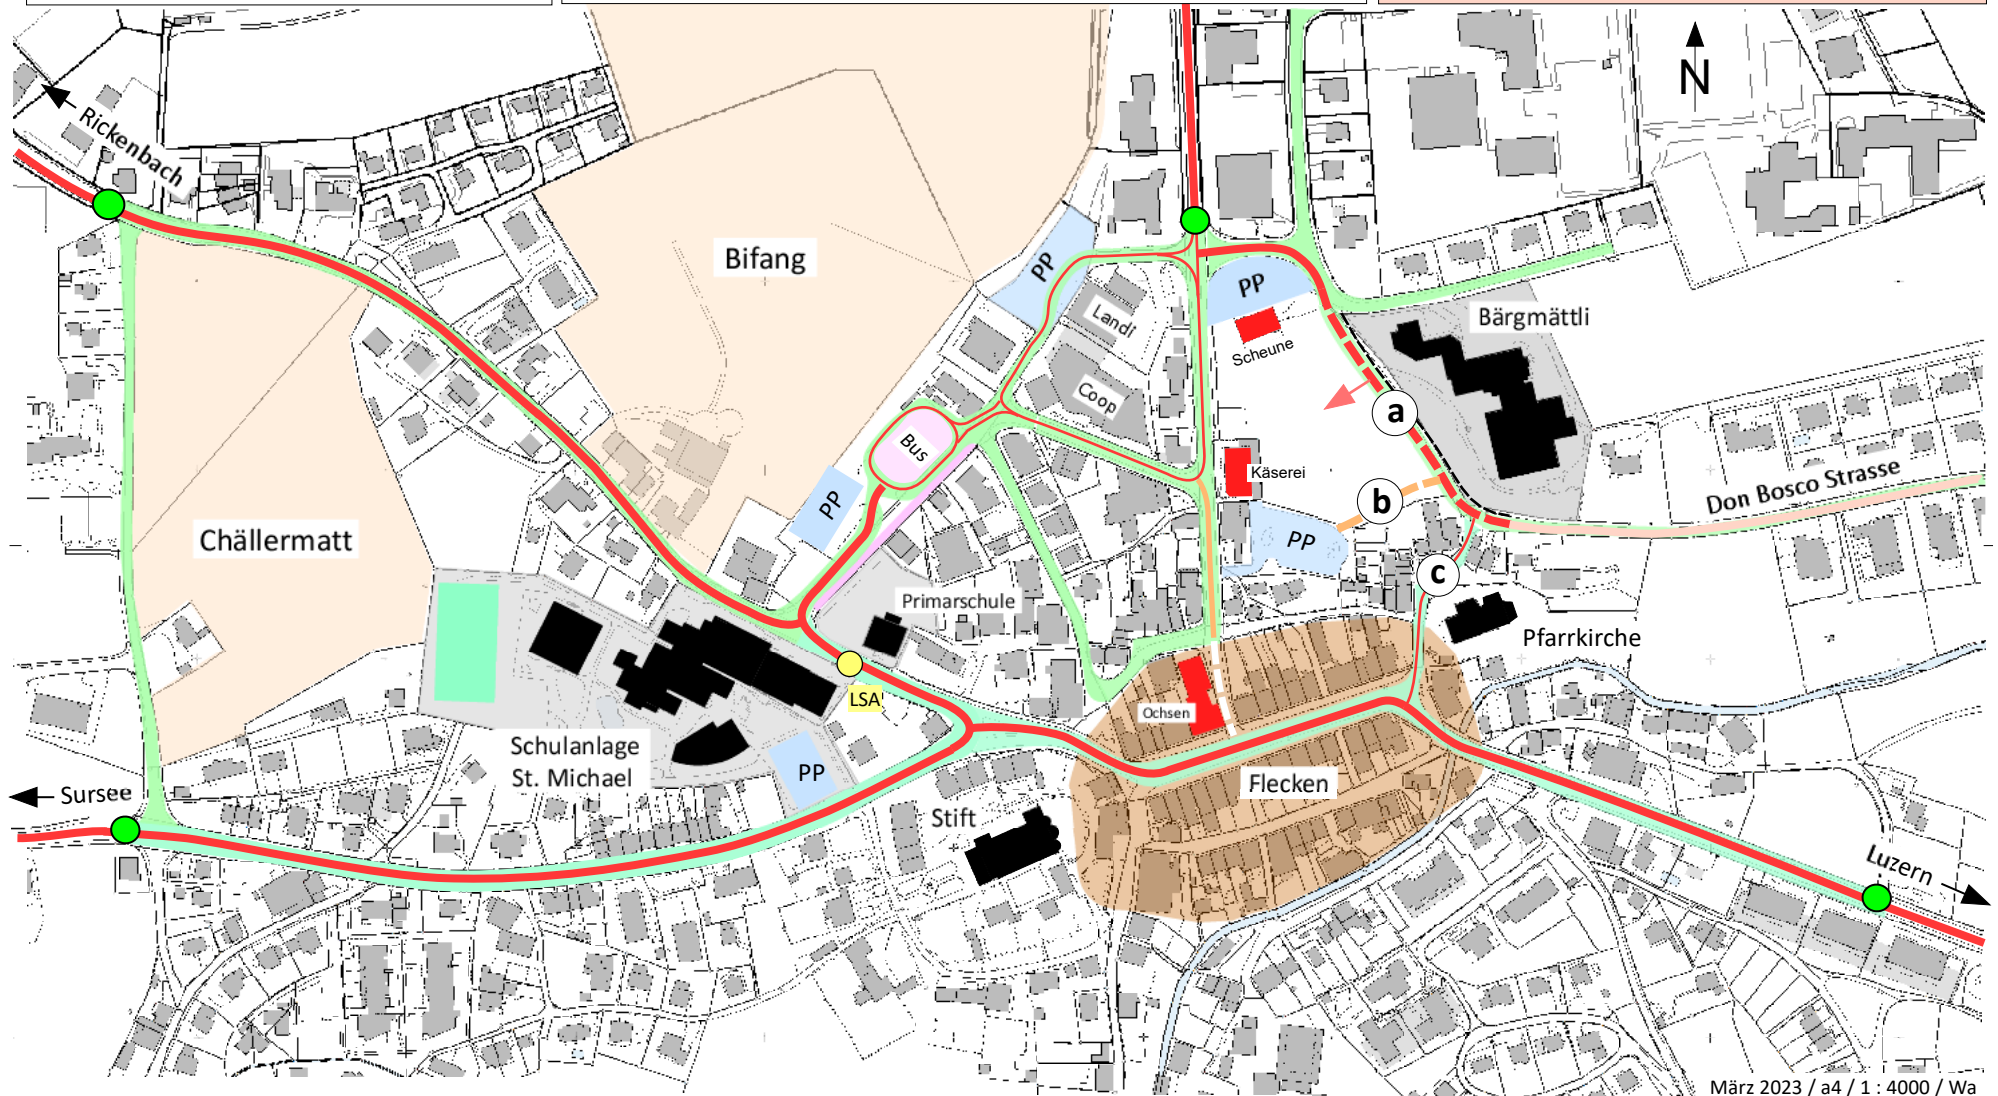 N
Rickenbach
Bifang
PP
PP
Landi
Scheune
Bärgmättli
Coop
a
Bus
Käserei
Don Bosco Strasse
PP
b
PP
Chällermatt
c
Primarschule
Pfarrkirche
LSA
Ochsen
Schulanlage
St. Michael
PP
Flecken
Sursee
Stift
Luzern
März 2023 / a4 / 1 : 4000 / Wa